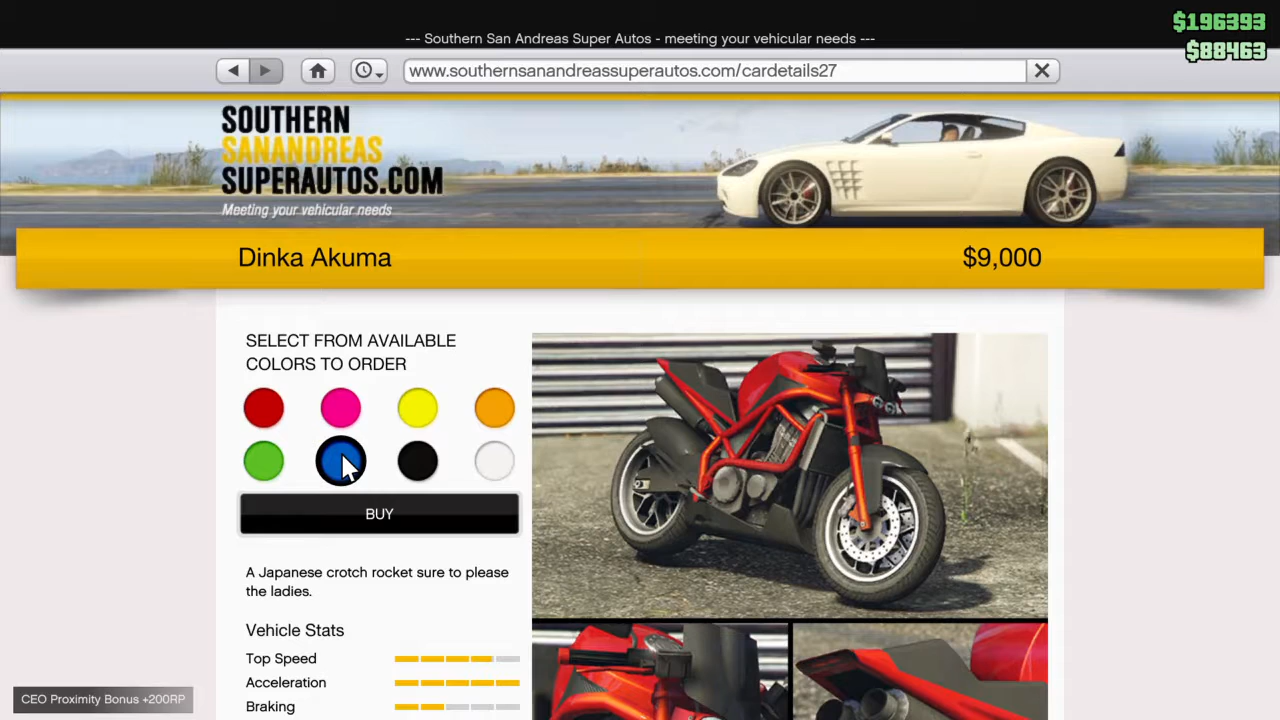 $196393
--- Southern San Andreas Super Autos - meeting your vehicular needs ---
$88463
www.southernsanandreassuperautos.com/cardetails27
SOUTHERN
SANANDREAS
SUPERAUTOS.COM
Meeting your vehicular needs
Dinka Akuma $9,000
SELECT FROM AVAILABLE
COLORS TO ORDER
BUY
A Japanese crotch rocket sure to please
the ladies.
Vehicle Stats
Top Speed
Acceleration
Braking
CEO Proximity Bonus +200RP